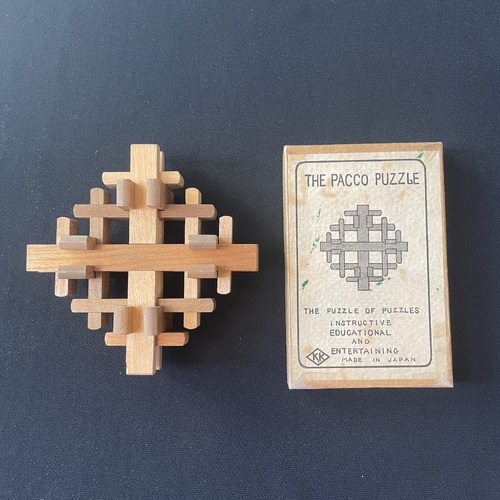 THE PACCO PUZZLE
THE PUZZLE OF PUZZLES
INSTRUCTIVE
EDUCATIONAL
AND
ENTERTAINING
MADE IN JAPAN